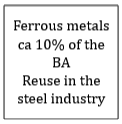 Ferrous metals
ca 10% of the
BA
Reuse in the
steel industry